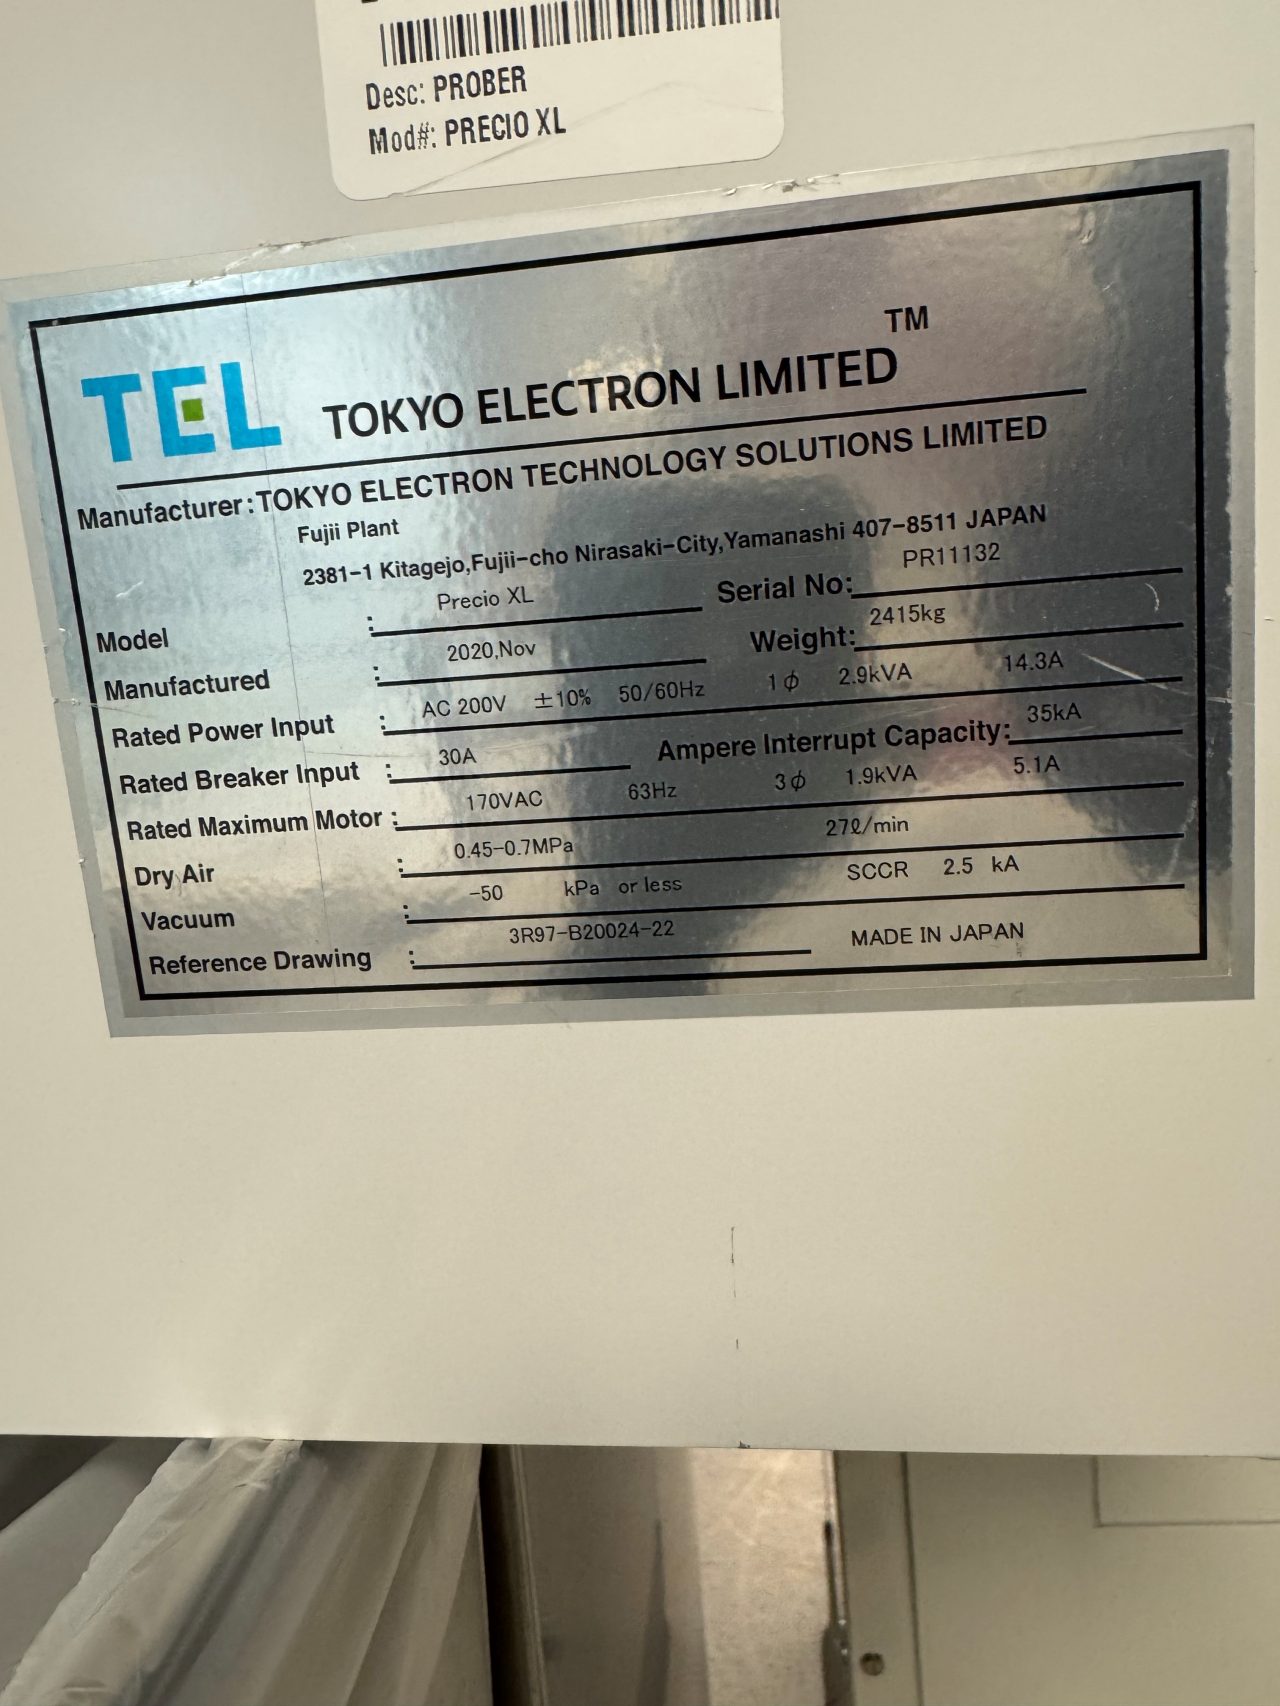 Desc: PROBER
Mod#: PRECIO XL
TEL TOKYO ELECTRON LIMITED™
Manufacturer: TOKYO ELECTRON TECHNOLOGY SOLUTIONS LIMITED
Fujii Plant
2381-1 Kitagejo,Fujii-cho Nirasaki-City,Yamanashi 407-8511 JAPAN
Model : Precio XL Serial No: PR11132
Manufactured : 2020,Nov Weight: 2415kg
Rated Power Input : AC 200V ±10% 50/60Hz 1φ 2.9kVA 14.3A
Rated Breaker Input : 30A Ampere Interrupt Capacity: 35kA
Rated Maximum Motor : 170VAC 63Hz 3φ 1.9kVA 5.1A
Dry Air : 0.45-0.7MPa 27ℓ/min
Vacuum : -50 kPa or less SCCR 2.5 kA
Reference Drawing : 3R97-B20024-22 MADE IN JAPAN